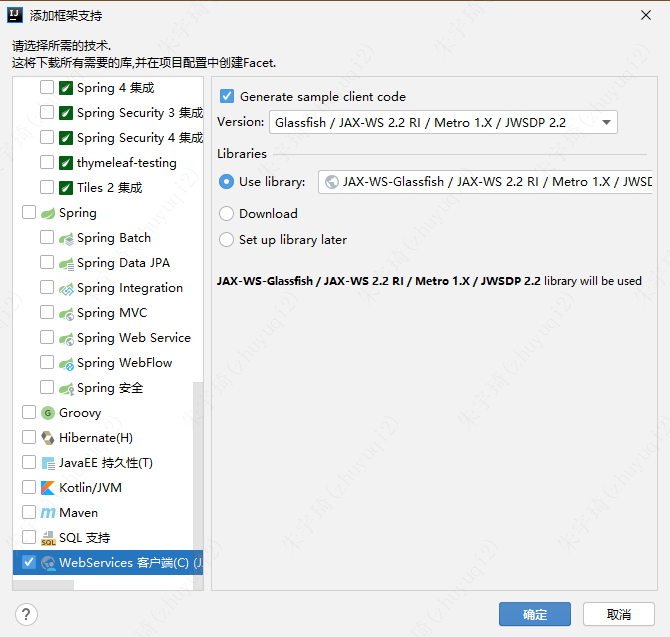 添加框架支持
请选择所需的技术.
这将下载所有需要的库,并在项目配置中创建Facet.
Spring 4 集成
Spring Security 3 集成
Spring Security 4 集成
thymeleaf-testing
Tiles 2 集成
Spring
Spring Batch
Spring Data JPA
Spring Integration
Spring MVC
Spring Web Service
Spring WebFlow
Spring 安全
Groovy
Hibernate(H)
JavaEE 持久性(T)
Kotlin/JVM
Maven
SQL 支持
WebServices 客户端(C) (J
Generate sample client code
Version: Glassfish / JAX-WS 2.2 RI / Metro 1.X / JWSDP 2.2
Libraries
Use library: JAX-WS-Glassfish / JAX-WS 2.2 RI / Metro 1.X / JWSD
Download
Set up library later
JAX-WS-Glassfish / JAX-WS 2.2 RI / Metro 1.X / JWSDP 2.2 library will be used
?
确定
取消